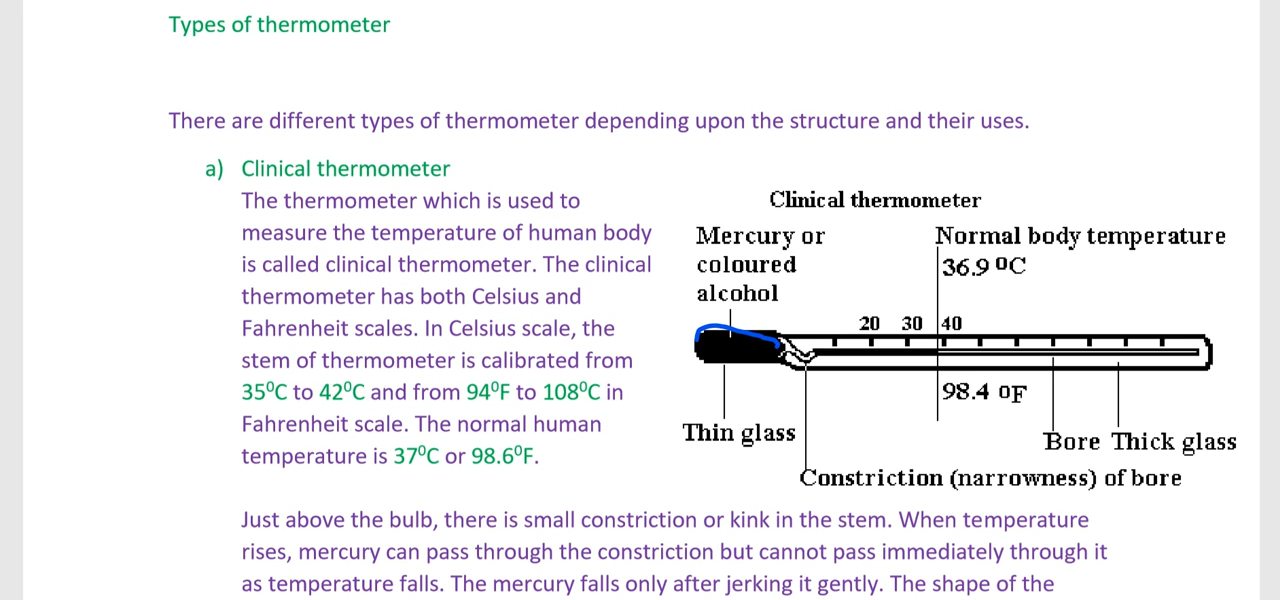 Types of thermometer
There are different types of thermometer depending upon the structure and their uses.
a) Clinical thermometer
The thermometer which is used to
measure the temperature of human body
is called clinical thermometer. The clinical
thermometer has both Celsius and
Fahrenheit scales. In Celsius scale, the
stem of thermometer is calibrated from
35⁰C to 42⁰C and from 94⁰F to 108⁰C in
Fahrenheit scale. The normal human
temperature is 37⁰C or 98.6⁰F.
Clinical thermometer
Mercury or
coloured
alcohol
Normal body temperature
36.9 ⁰C
20 30 40
98.4 ⁰F
Thin glass
Bore Thick glass
Constriction (narrowness) of bore
Just above the bulb, there is small constriction or kink in the stem. When temperature
rises, mercury can pass through the constriction but cannot pass immediately through it
as temperature falls. The mercury falls only after jerking it gently. The shape of the